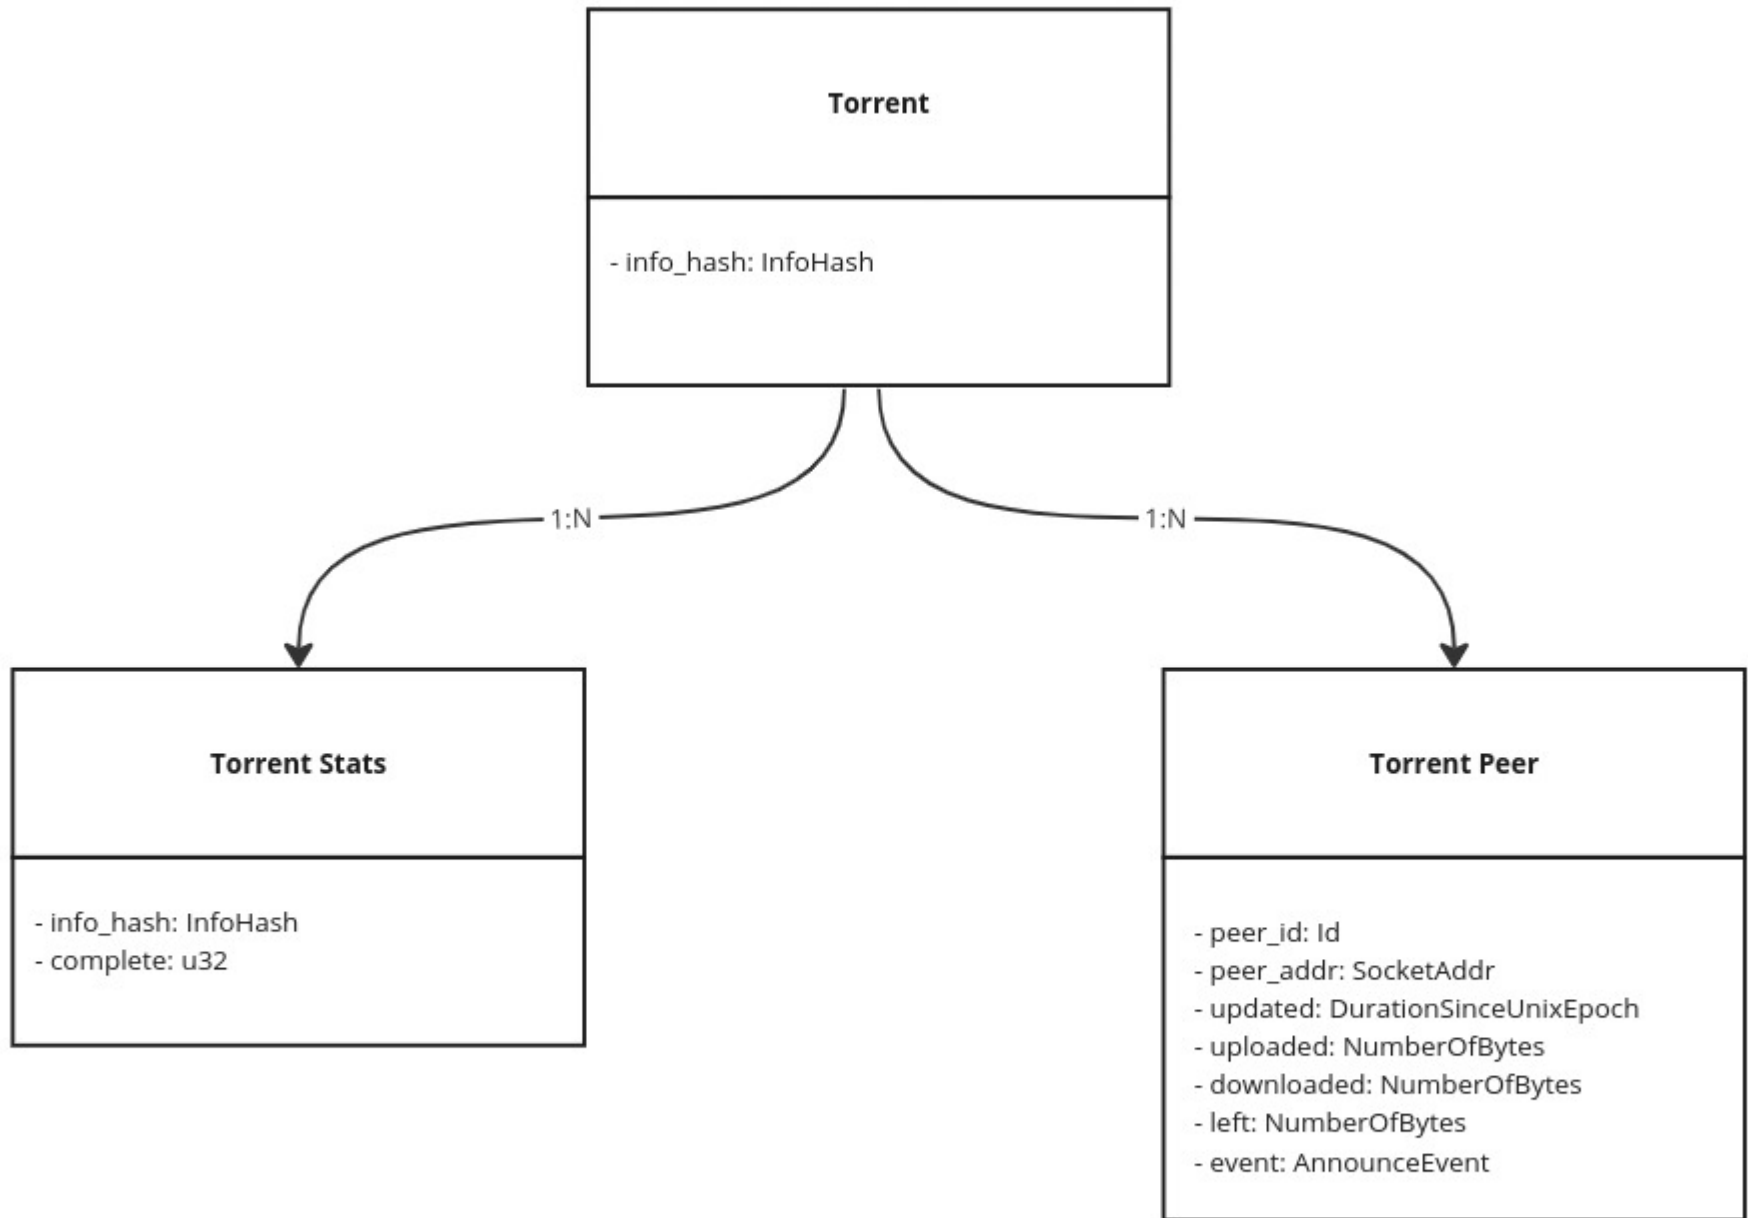 Torrent
- info_hash: InfoHash
1:N
1:N
Torrent Stats
- info_hash: InfoHash
- complete: u32
Torrent Peer
- peer_id: Id
- peer_addr: SocketAddr
- updated: DurationSinceUnixEpoch
- uploaded: NumberOfBytes
- downloaded: NumberOfBytes
- left: NumberOfBytes
- event: AnnounceEvent